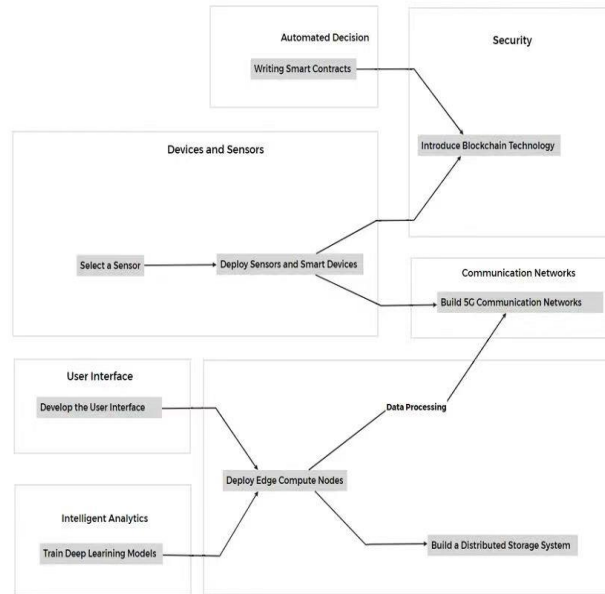 Automated Decision
Writing Smart Contracts
Security
Introduce Blockchain Technology
Devices and Sensors
Select a Sensor
Deploy Sensors and Smart Devices
Communication Networks
Build 5G Communication Networks
User Interface
Develop the User Interface
Data Processing
Deploy Edge Compute Nodes
Intelligent Analytics
Train Deep Learining Models
Build a Distributed Storage System